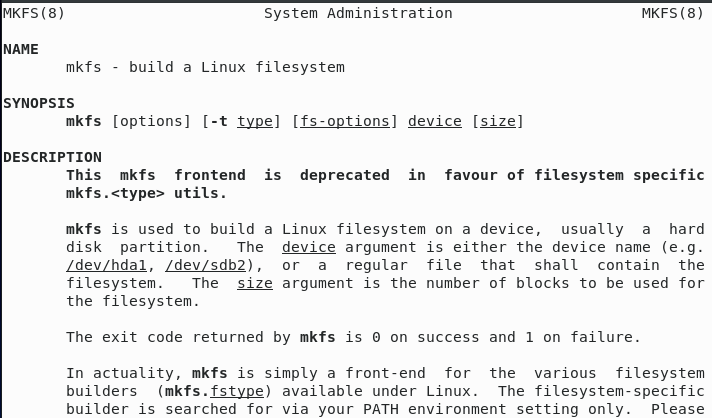 MKFS(8) System Administration MKFS(8)
NAME
mkfs - build a Linux filesystem
SYNOPSIS
mkfs [options] [-t type] [fs-options] device [size]
DESCRIPTION
This mkfs frontend is deprecated in favour of filesystem specific
mkfs.<type> utils.
mkfs is used to build a Linux filesystem on a device, usually a hard
disk partition. The device argument is either the device name (e.g.
/dev/hda1, /dev/sdb2), or a regular file that shall contain the
filesystem. The size argument is the number of blocks to be used for
the filesystem.
The exit code returned by mkfs is 0 on success and 1 on failure.
In actuality, mkfs is simply a front-end for the various filesystem
builders (mkfs.fstype) available under Linux. The filesystem-specific
builder is searched for via your PATH environment setting only. Please